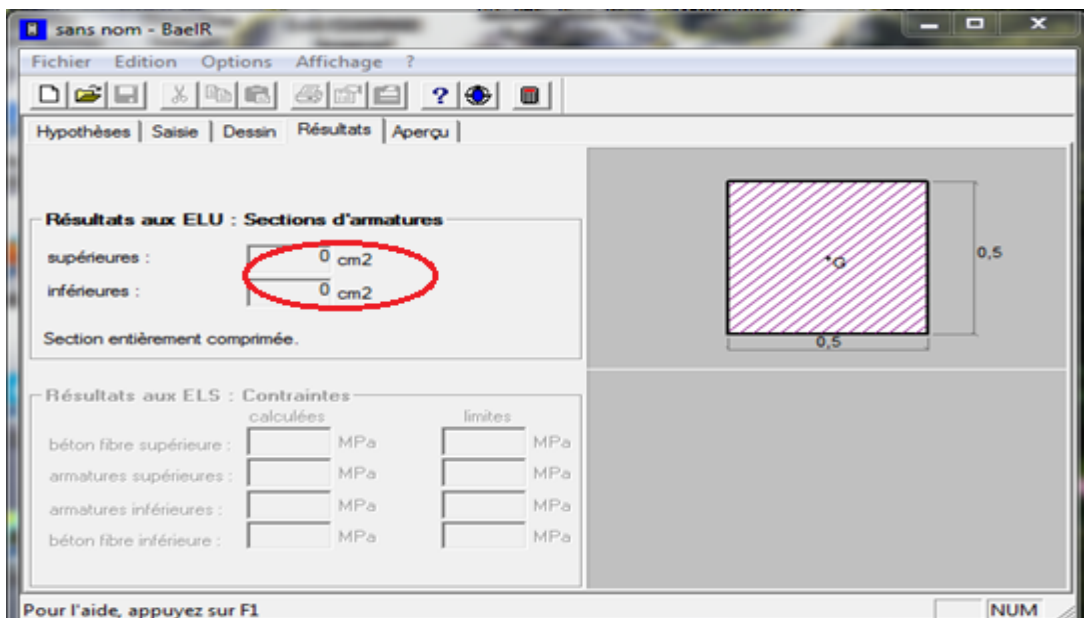 sans nom - BaelR
Fichier Edition Options Affichage ?
Hypothèses Saisie Dessin Résultats Aperçu
Résultats aux ELU : Sections d'armatures
supérieures : 0 cm2
inférieures : 0 cm2
Section entièrement comprimée.
G
0,5
0,5
Résultats aux ELS : Contraintes
calculées limites
béton fibre supérieure : MPa MPa
armatures supérieures : MPa MPa
armatures inférieures : MPa MPa
béton fibre inférieure : MPa MPa
Pour l'aide, appuyez sur F1 NUM